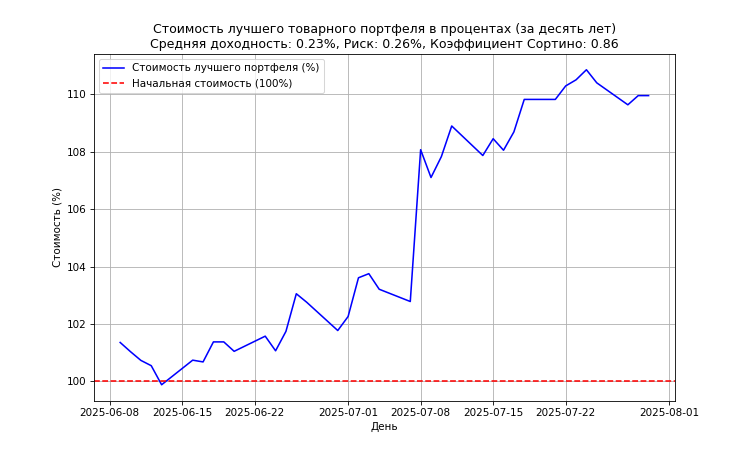 Стоимость лучшего товарного портфеля в процентах (за десять лет)
Средняя доходность: 0.23%, Риск: 0.26%, Коэффициент Сортино: 0.86
Стоимость лучшего портфеля (%)
Начальная стоимость (100%)
Стоимость (%)
110
108
106
104
102
100
2025-06-08
2025-06-15
2025-06-22
2025-07-01
2025-07-08
2025-07-15
2025-07-22
2025-08-01
День